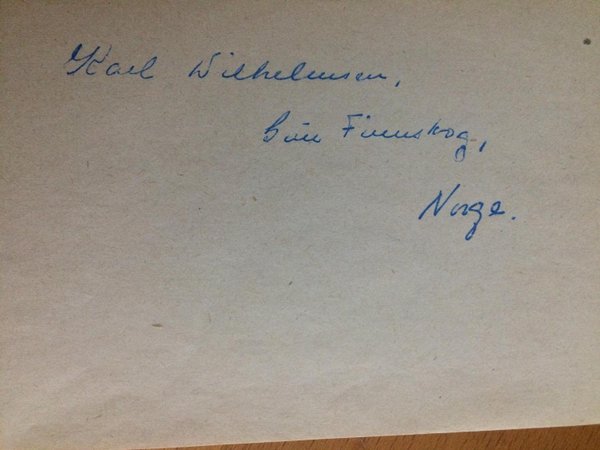 Karl Wilhelmsen,
Finnskog,
Norge.